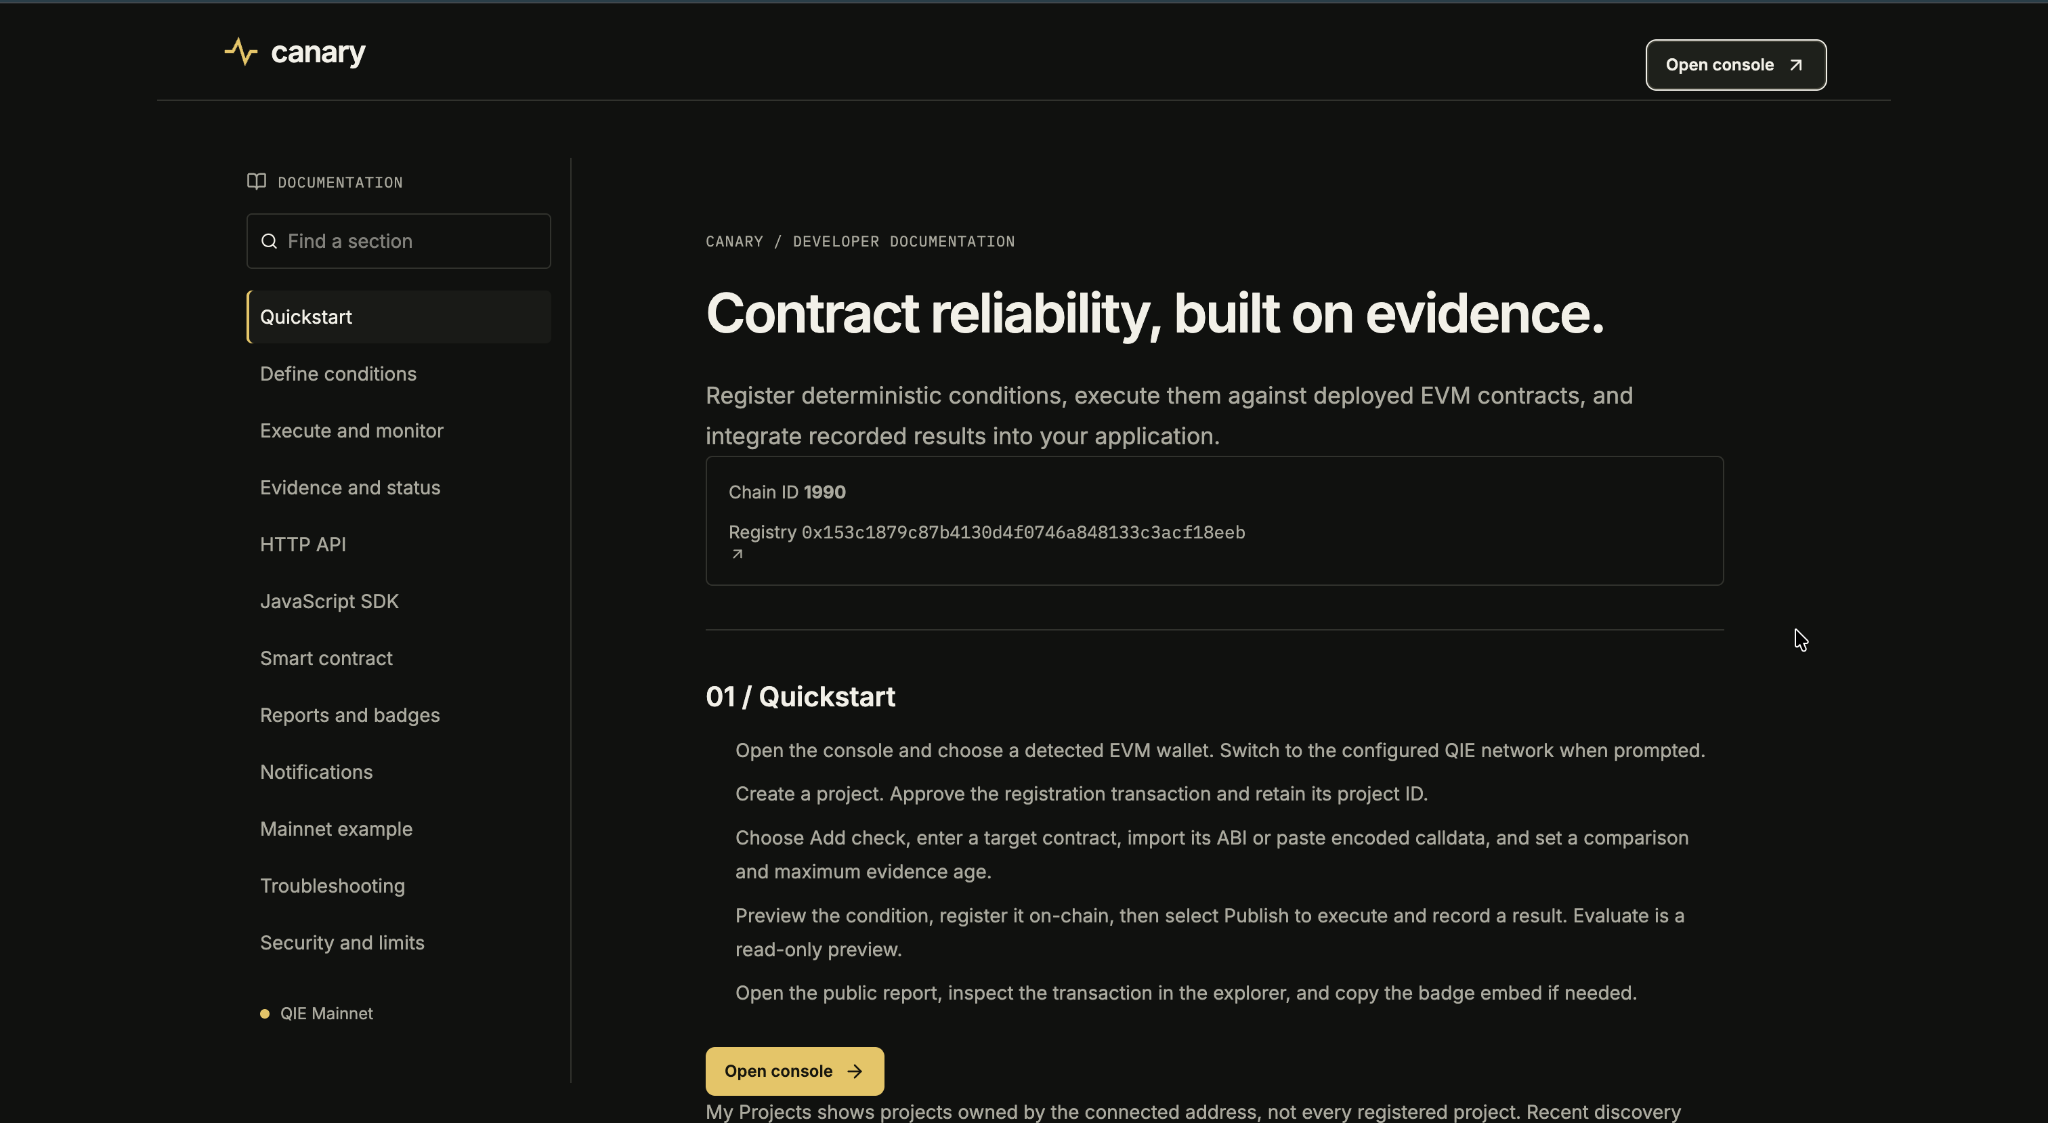 canary
Open console
DOCUMENTATION
Find a section
Quickstart
Define conditions
Execute and monitor
Evidence and status
HTTP API
JavaScript SDK
Smart contract
Reports and badges
Notifications
Mainnet example
Troubleshooting
Security and limits
QIE Mainnet
CANARY / DEVELOPER DOCUMENTATION
Contract reliability, built on evidence.
Register deterministic conditions, execute them against deployed EVM contracts, and
integrate recorded results into your application.
Chain ID 1990
Registry 0x153c1879c87b4130d4f0746a848133c3acf18eeb
01 / Quickstart
Open the console and choose a detected EVM wallet. Switch to the configured QIE network when prompted.
Create a project. Approve the registration transaction and retain its project ID.
Choose Add check, enter a target contract, import its ABI or paste encoded calldata, and set a comparison
and maximum evidence age.
Preview the condition, register it on-chain, then select Publish to execute and record a result. Evaluate is a
read-only preview.
Open the public report, inspect the transaction in the explorer, and copy the badge embed if needed.
Open console
My Projects shows projects owned by the connected address, not every registered project. Recent discovery